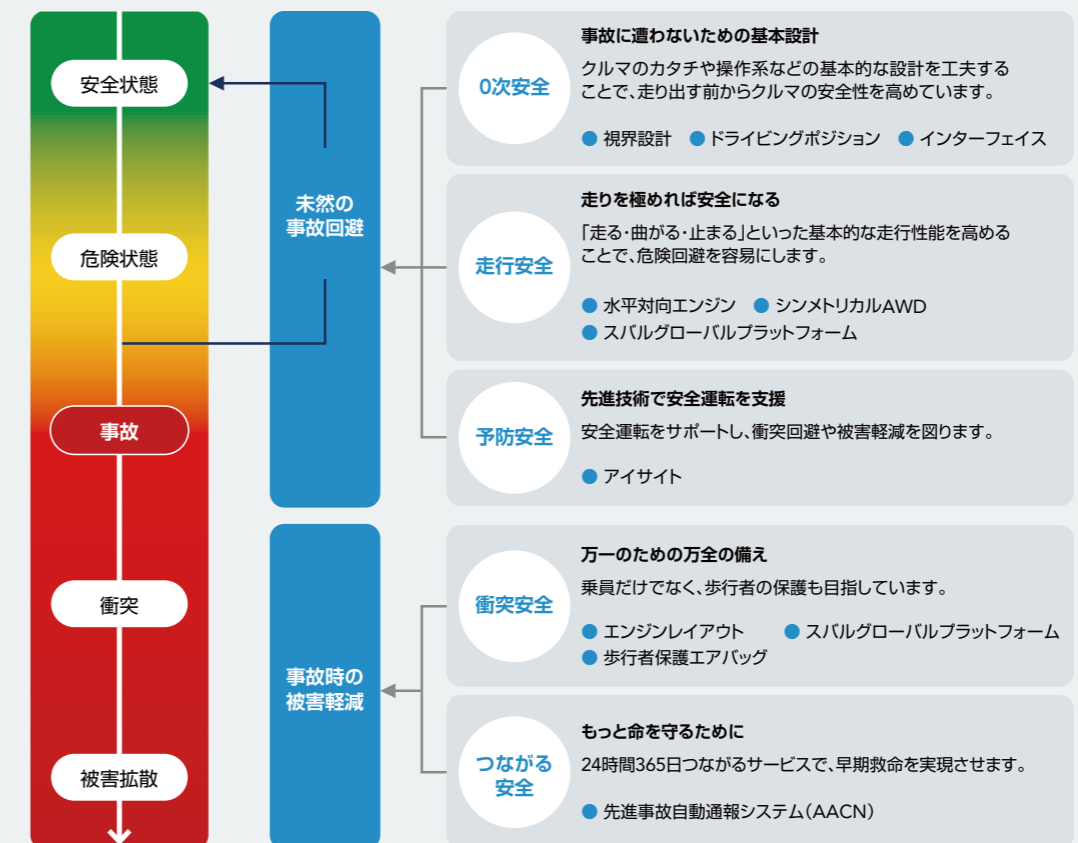 安全状態
危険状態
事故
衝突
被害拡散
未然の
事故回避
事故時の
被害軽減
0次安全
事故に遭わないための基本設計
クルマのカタチや操作系などの基本的な設計を工夫する
ことで、走り出す前からクルマの安全性を高めています。
● 視界設計 ● ドライビングポジション ● インターフェイス
走行安全
走りを極めれば安全になる
「走る・曲がる・止まる」といった基本的な走行性能を高める
ことで、危険回避を容易にします。
● 水平対向エンジン ● シンメトリカルAWD
● スバルグローバルプラットフォーム
予防安全
先進技術で安全運転を支援
安全運転をサポートし、衝突回避や被害軽減を図ります。
● アイサイト
衝突安全
万一のための万全の備え
乗員だけでなく、歩行者の保護も目指しています。
● エンジンレイアウト ● スバルグローバルプラットフォーム
● 歩行者保護エアバッグ
つながる
安全
もっと命を守るために
24時間365日つながるサービスで、早期救命を実現させます。
● 先進事故自動通報システム(AACN)